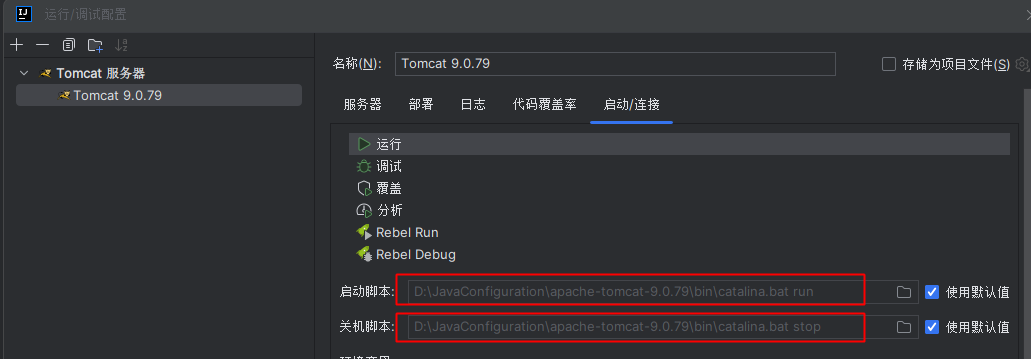 运行/调试配置
名称(N):
Tomcat 9.0.79
存储为项目文件(S)
Tomcat 服务器
Tomcat 9.0.79
服务器 部署 日志 代码覆盖率 启动/连接
运行
调试
覆盖
分析
Rebel Run
Rebel Debug
启动脚本: D:\JavaConfiguration\apache-tomcat-9.0.79\bin\catalina.bat run 使用默认值
关机脚本: D:\JavaConfiguration\apache-tomcat-9.0.79\bin\catalina.bat stop 使用默认值